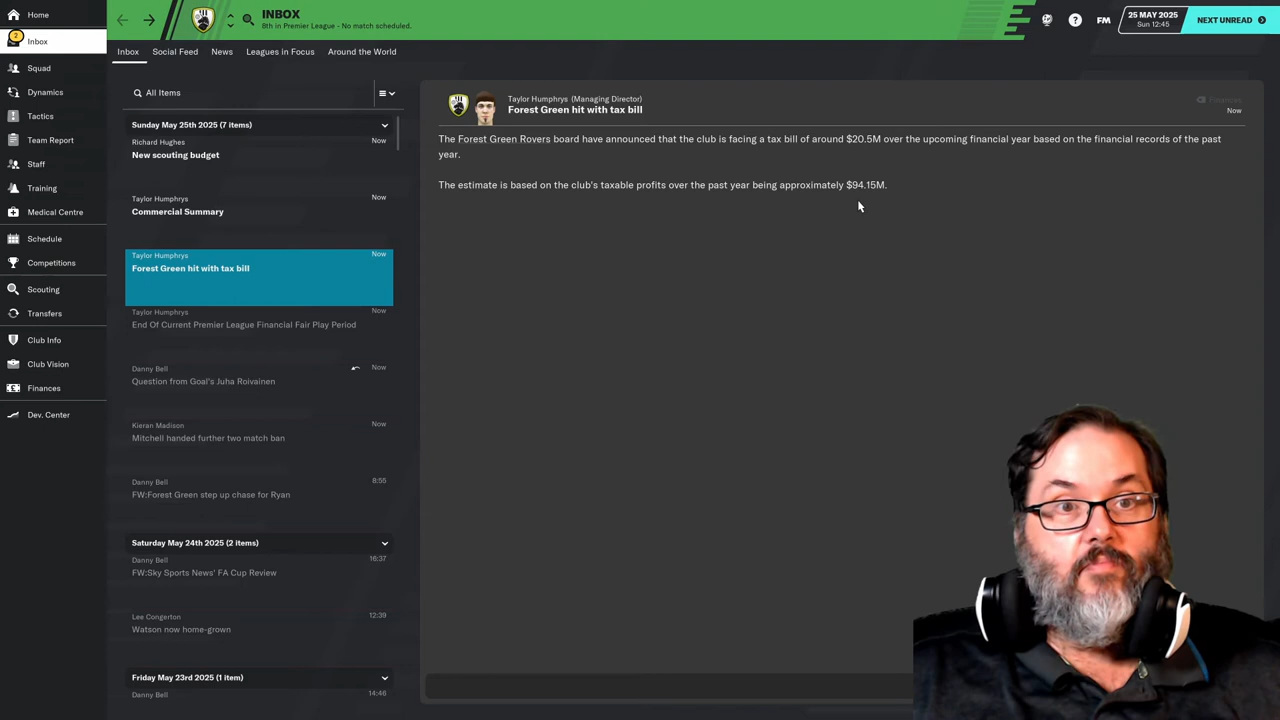 Home
2
Inbox
Squad
Dynamics
Tactics
Team Report
Staff
Training
Medical Centre
Schedule
Competitions
Scouting
Transfers
Club Info
Club Vision
Finances
Dev. Center
INBOX
8th in Premier League - No match scheduled.
FM
25 MAY 2025
Sun 12:45
NEXT UNREAD
Inbox
Social Feed
News
Leagues in Focus
Around the World
All Items
Sunday May 25th 2025 (7 items)
Richard Hughes
Now
New scouting budget
Taylor Humphrys
Now
Commercial Summary
Taylor Humphrys
Now
Forest Green hit with tax bill
Taylor Humphrys
Now
End Of Current Premier League Financial Fair Play Period
Danny Bell
Now
Question from Goal's Juha Roivainen
Kieran Madison
Now
Mitchell handed further two match ban
Danny Bell
8:55
FW:Forest Green step up chase for Ryan
Saturday May 24th 2025 (2 items)
Danny Bell
16:37
FW:Sky Sports News' FA Cup Review
Lee Congerton
12:39
Watson now home-grown
Friday May 23rd 2025 (1 item)
Danny Bell
14:46
Taylor Humphrys (Managing Director)
Forest Green hit with tax bill
Finances
Now
The Forest Green Rovers board have announced that the club is facing a tax bill of around $20.5M over the upcoming financial year based on the financial records of the past
year.
The estimate is based on the club's taxable profits over the past year being approximately $94.15M.